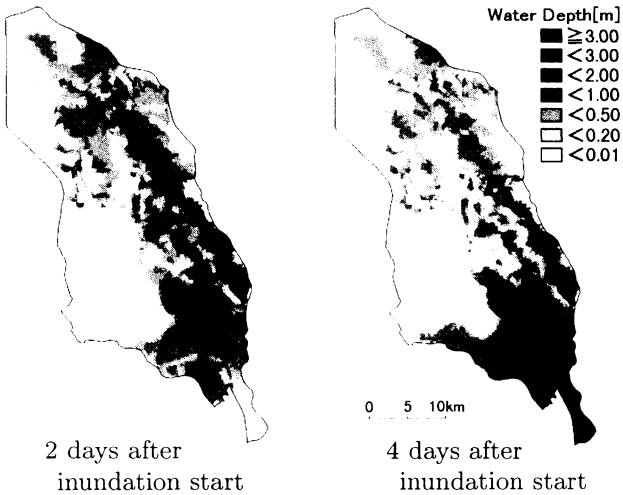 Water Depth[m]
≧3.00
<3.00
<2.00
<1.00
<0.50
<0.20
<0.01
0 5 10km
2 days after
inundation start
4 days after
inundation start